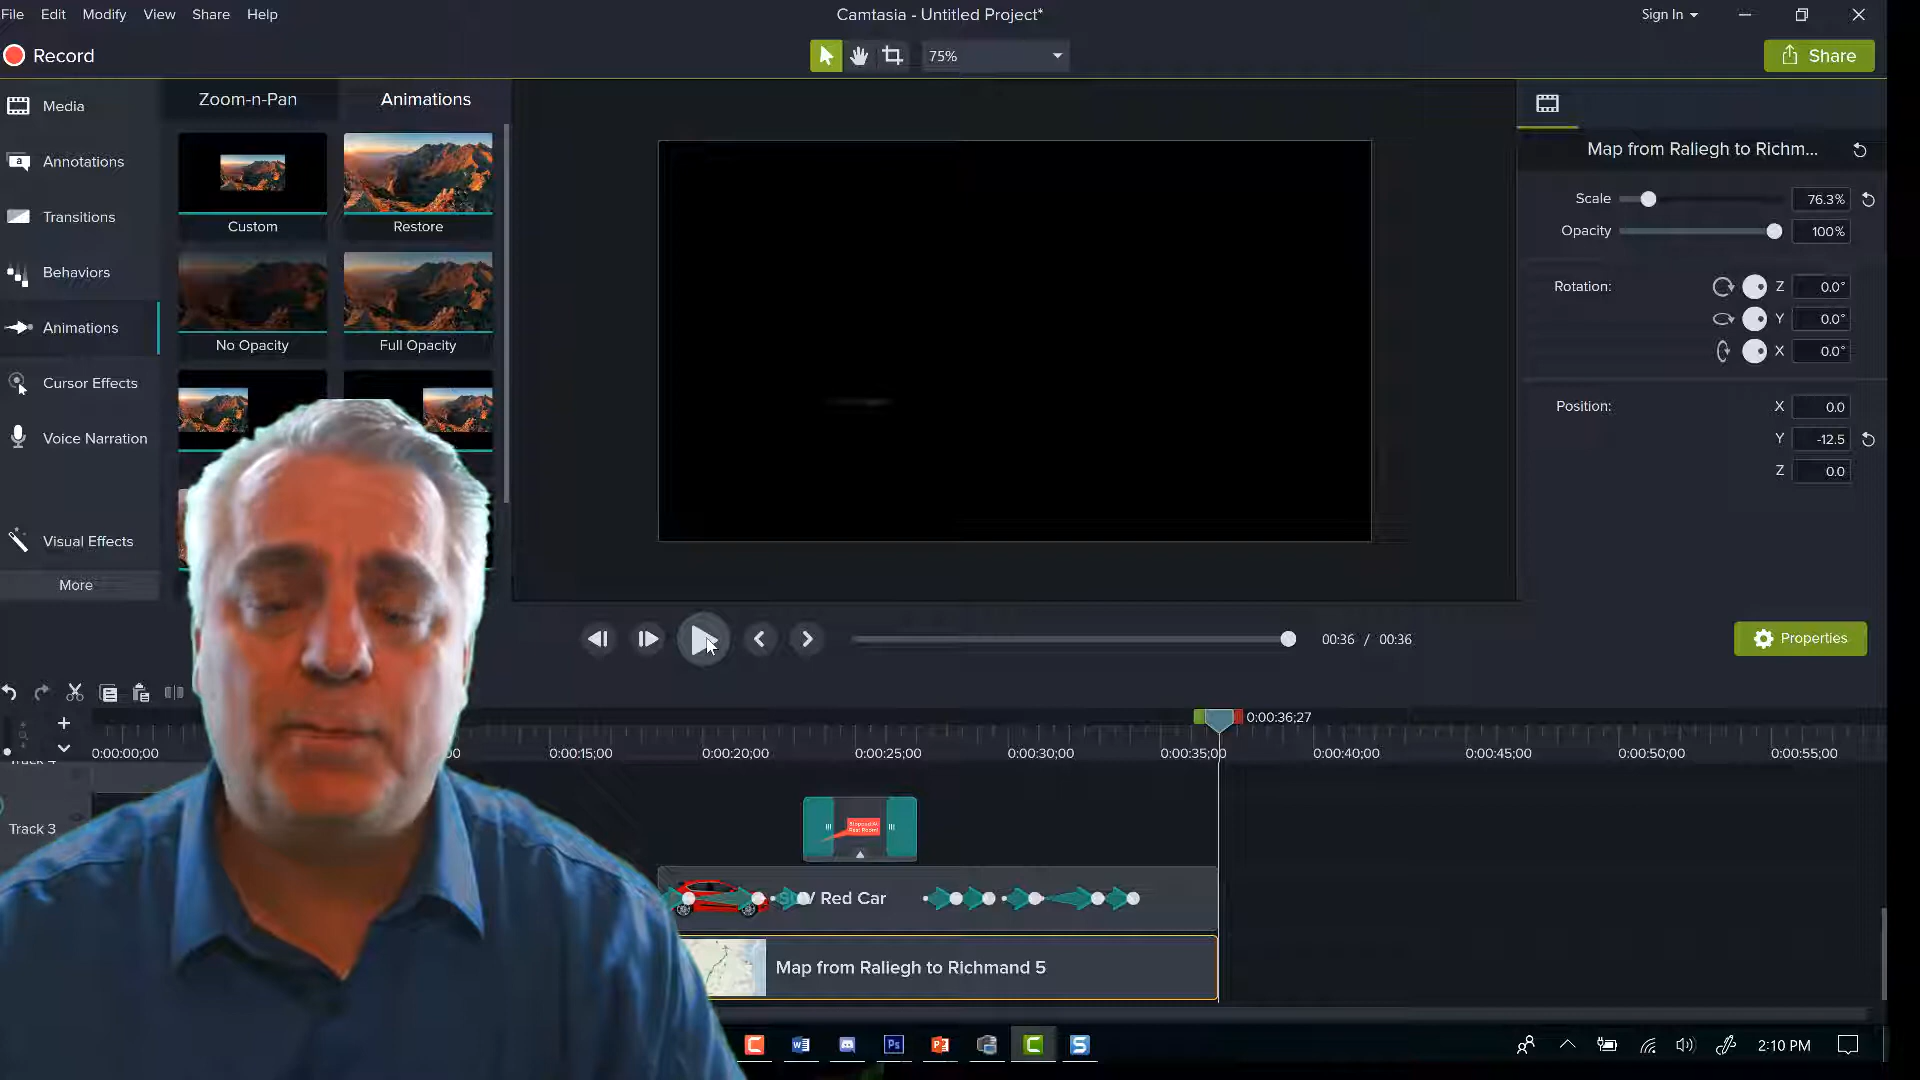 File Edit Modify View Share Help
Camtasia - Untitled Project*
Sign In
Record
75%
Share
Media
Annotations
Transitions
Behaviors
Animations
Cursor Effects
Voice Narration
Visual Effects
More
Zoom-n-Pan
Animations
Custom
Restore
No Opacity
Full Opacity
Map from Raliegh to Richm...
Scale 76.3%
Opacity 100%
Rotation: Z 0.0°
Y 0.0°
X 0.0°
Position: X 0.0
Y -12.5
Z 0.0
00:36 / 00:36
Properties
0:00:36;27
0:00:00;00
0:00:15;00
0:00:20;00
0:00:25;00
0:00:30;00
0:00:35;00
0:00:40;00
0:00:45;00
0:00:50;00
0:00:55;00
Track 3
Stopped At
Rest Room!
Red Car
Map from Raliegh to Richmand 5
2:10 PM